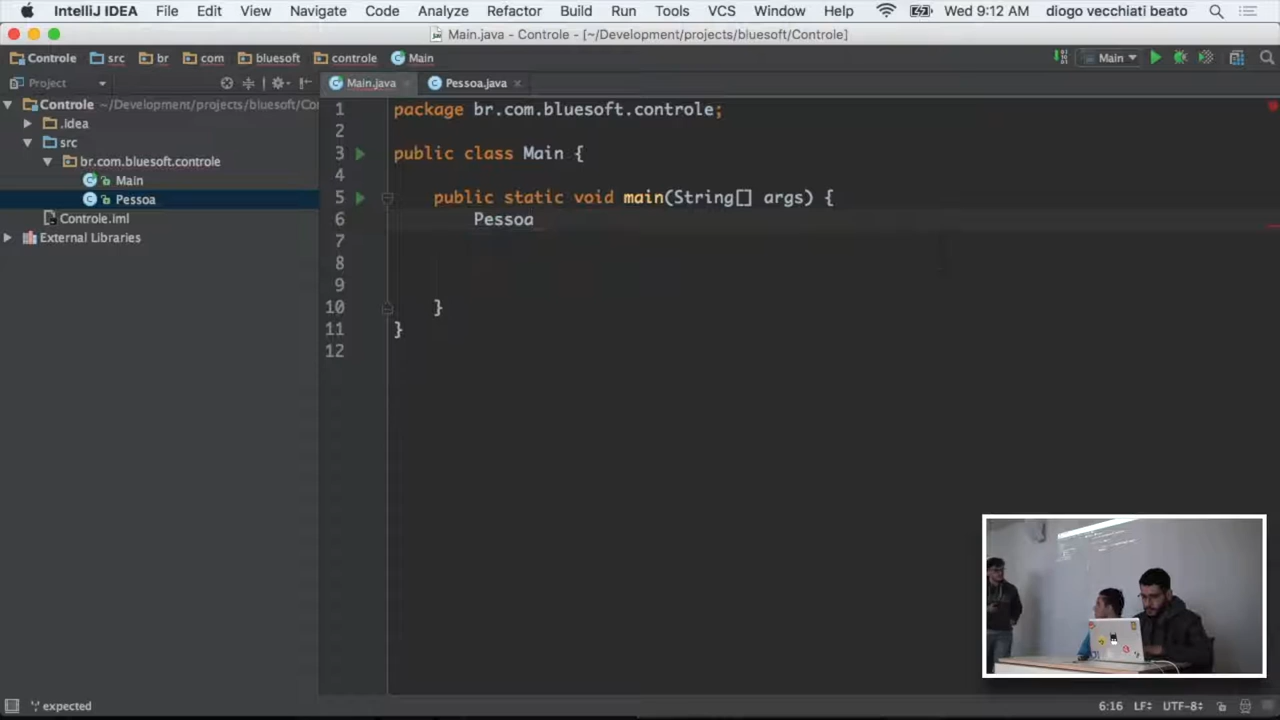 IntelliJ IDEA File Edit View Navigate Code Analyze Refactor Build Run Tools VCS Window Help Wed 9:12 AM diogo vecchiati beato
Main.java - Controle - [~/Development/projects/bluesoft/Controle]
Controle src br com bluesoft controle Main Main
Project Main.java Pessoa.java
Controle ~/Development/projects/bluesoft/Co
.idea
src
br.com.bluesoft.controle
Main
Pessoa
Controle.iml
External Libraries
1 package br.com.bluesoft.controle;
2
3 public class Main {
4
5 public static void main(String[] args) {
6 Pessoa
7
8
9
10 }
11 }
12
';' expected 6:16 LF UTF-8